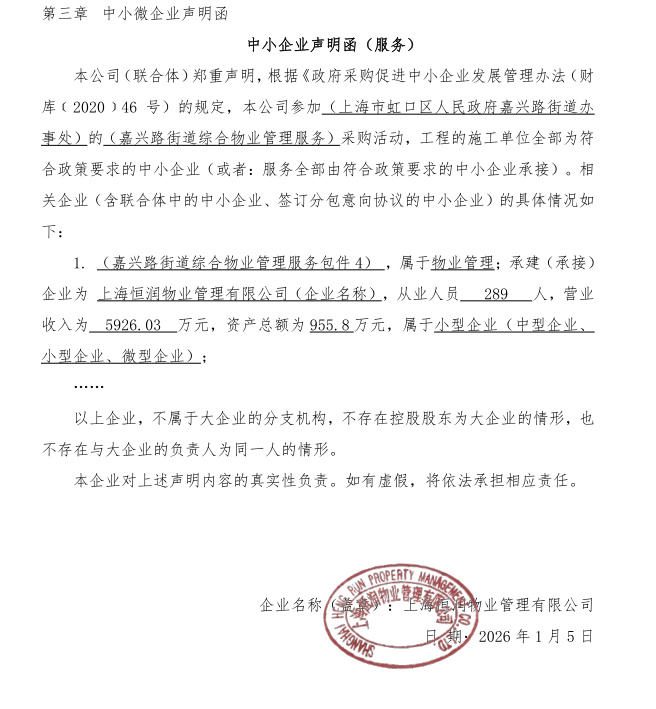 第三章 中小微企业声明函
中小企业声明函（服务）
本公司（联合体）郑重声明，根据《政府采购促进中小企业发展管理办法（财
库﹝2020﹞46 号）的规定，本公司参加（上海市虹口区人民政府嘉兴路街道办
事处）的（嘉兴路街道综合物业管理服务）采购活动，工程的施工单位全部为符
合政策要求的中小企业（或者：服务全部由符合政策要求的中小企业承接）。相
关企业（含联合体中的中小企业、签订分包意向协议的中小企业）的具体情况如
下：
1. （嘉兴路街道综合物业管理服务包件 4），属于物业管理；承建（承接）
企业为 上海恒润物业管理有限公司（企业名称），从业人员 289 人，营业
收入为 5926.03 万元，资产总额为 955.8 万元，属于小型企业（中型企业、
小型企业、微型企业）；
……
以上企业，不属于大企业的分支机构，不存在控股股东为大企业的情形，也
不存在与大企业的负责人为同一人的情形。
本企业对上述声明内容的真实性负责。如有虚假，将依法承担相应责任。
企业名称（盖章）：上海恒润物业管理有限公司
日 期：2026 年 1 月 5 日
SHANGHAI HENG RUN PROPERTY MANAGEMENT CO.,LTD.
上海恒润物业管理有限公司